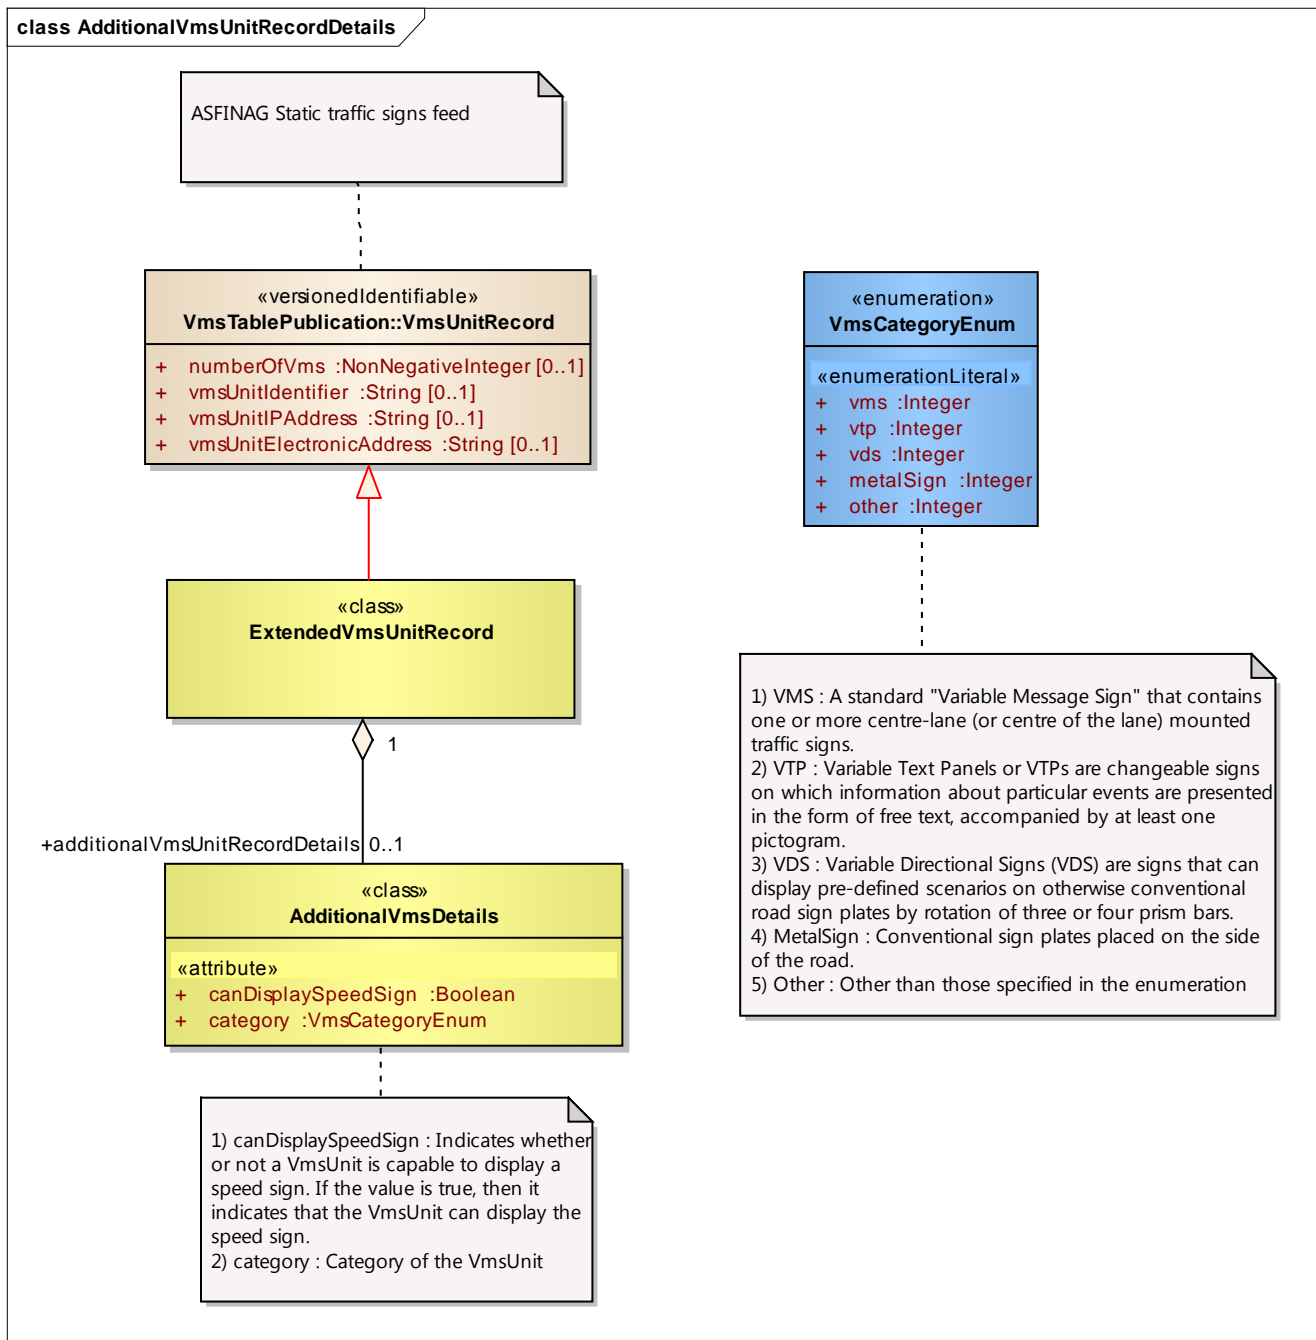 class AdditionalVmsUnitRecordDetails
ASFINAG Static traffic signs feed
«versionedIdentifiable»
VmsTablePublication::VmsUnitRecord
+ numberOfVms :NonNegativeInteger [0..1]
+ vmsUnitIdentifier :String [0..1]
+ vmsUnitIPAddress :String [0..1]
+ vmsUnitElectronicAddress :String [0..1]
«enumeration»
VmsCategoryEnum
«enumerationLiteral»
+ vms :Integer
+ vtp :Integer
+ vds :Integer
+ metalSign :Integer
+ other :Integer
«class»
ExtendedVmsUnitRecord
1
+additionalVmsUnitRecordDetails 0..1
«class»
AdditionalVmsDetails
«attribute»
+ canDisplaySpeedSign :Boolean
+ category :VmsCategoryEnum
1) VMS : A standard "Variable Message Sign" that contains
one or more centre-lane (or centre of the lane) mounted
traffic signs.
2) VTP : Variable Text Panels or VTPs are changeable signs
on which information about particular events are presented
in the form of free text, accompanied by at least one
pictogram.
3) VDS : Variable Directional Signs (VDS) are signs that can
display pre-defined scenarios on otherwise conventional
road sign plates by rotation of three or four prism bars.
4) MetalSign : Conventional sign plates placed on the side
of the road.
5) Other : Other than those specified in the enumeration
1) canDisplaySpeedSign : Indicates whether
or not a VmsUnit is capable to display a
speed sign. If the value is true, then it
indicates that the VmsUnit can display the
speed sign.
2) category : Category of the VmsUnit